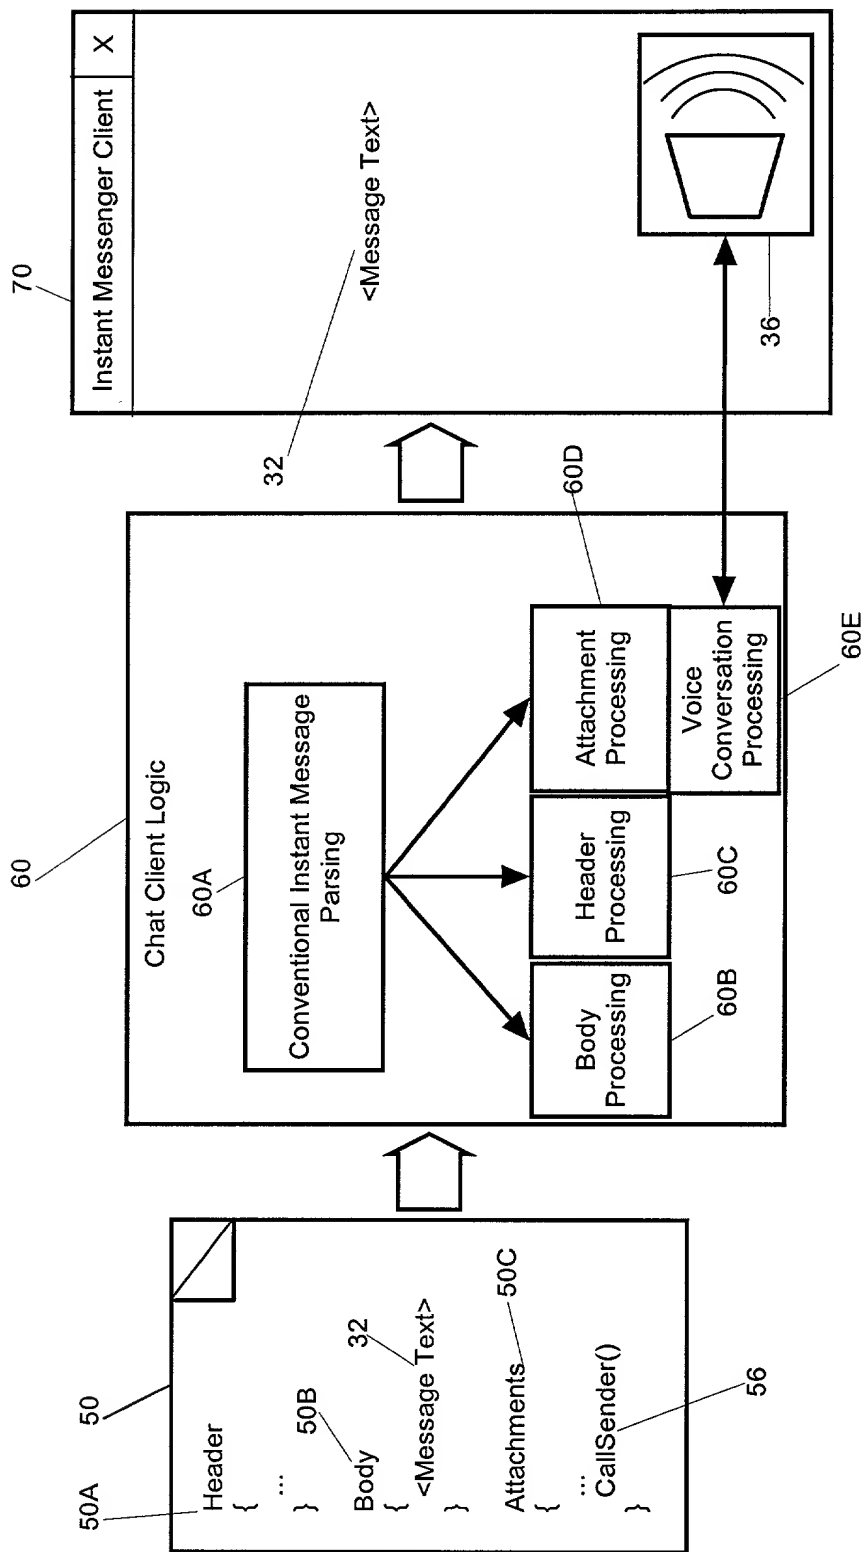 50
50A
Header
{
...
}
50B
Body
{
32
<Message Text>
}
50C
Attachments
{
...
CallSender()
}
56
60
Chat Client Logic
60A
Conventional Instant Message
Parsing
Body
Processing
60B
Header
Processing
60C
Attachment
Processing
60D
Voice
Conversation
Processing
60E
70
Instant Messenger Client
X
32
<Message Text>
36